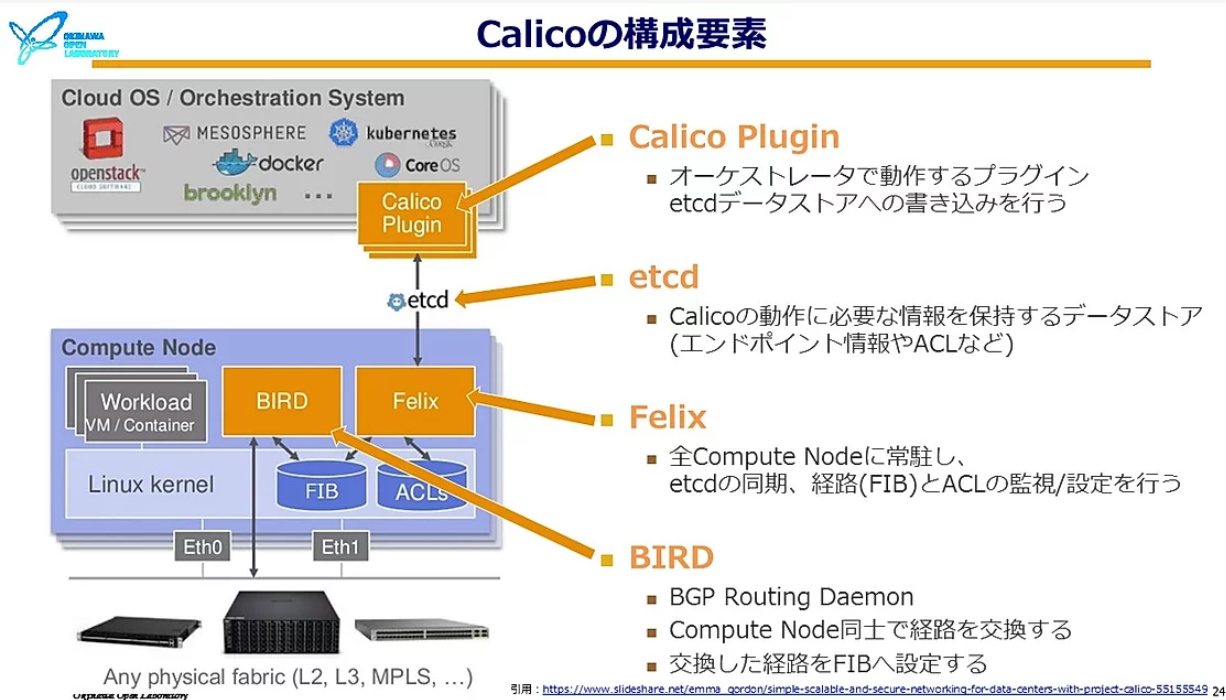 OKINAWA
OPEN
LABORATORY
Calicoの構成要素
Cloud OS / Orchestration System
openstack™
CLOUD SOFTWARE
MESOSPHERE
kubernetes
by Google
docker
CoreOS
brooklyn
...
Calico
Plugin
etcd
Compute Node
Workload
VM / Container
BIRD
Felix
Linux kernel
FIB
ACLs
Eth0
Eth1
Any physical fabric (L2, L3, MPLS, …)
Okinawa Open Laboratory
Calico Plugin
オーケストレータで動作するプラグイン
etcdデータストアへの書き込みを行う
etcd
Calicoの動作に必要な情報を保持するデータストア
(エンドポイント情報やACLなど)
Felix
全Compute Nodeに常駐し、
etcdの同期、経路(FIB)とACLの監視/設定を行う
BIRD
BGP Routing Daemon
Compute Node同士で経路を交換する
交換した経路をFIBへ設定する
引用：https://www.slideshare.net/emma_gordon/simple-scalable-and-secure-networking-for-data-centers-with-project-calico-55155549
24